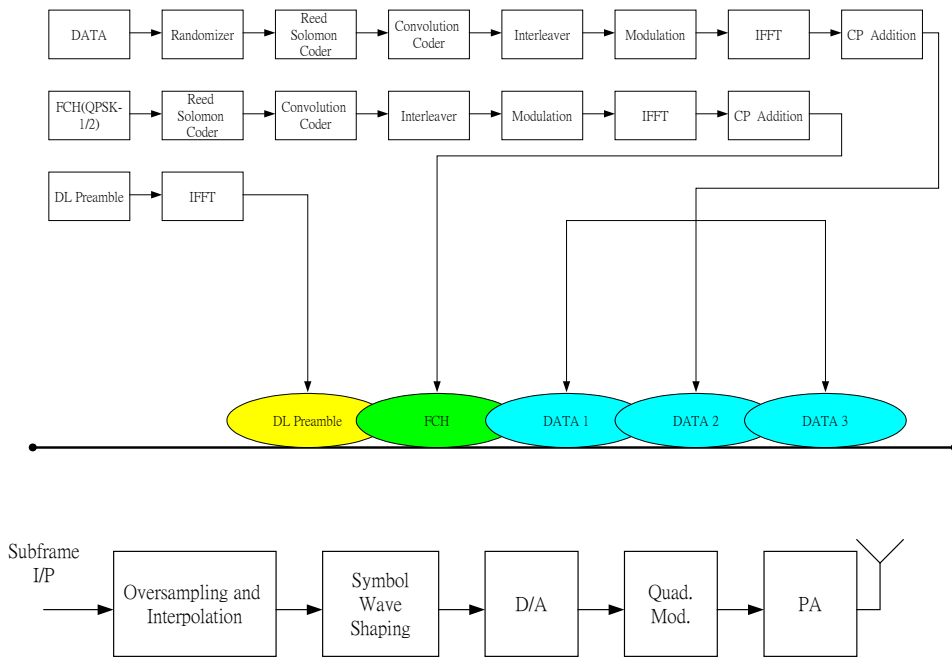 DATA
Randomizer
Reed
Solomon
Coder
Convolution
Coder
Interleaver
Modulation
IFFT
CP Addition
FCH(QPSK-
1/2)
Reed
Solomon
Coder
Convolution
Coder
Interleaver
Modulation
IFFT
CP Addition
DL Preamble
IFFT
DL Preamble
FCH
DATA 1
DATA 2
DATA 3
Subframe
I/P
Oversampling and
Interpolation
Symbol
Wave
Shaping
D/A
Quad.
Mod.
PA